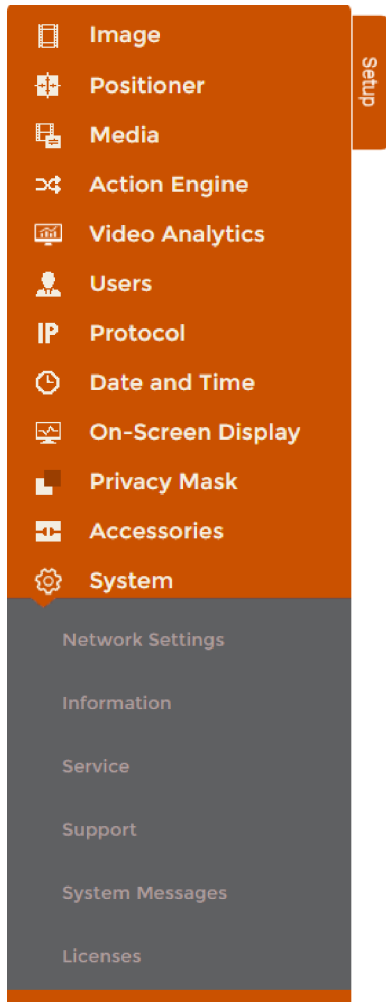 Image
Setup
Positioner
Media
Action Engine
Video Analytics
Users
IP Protocol
Date and Time
On-Screen Display
Privacy Mask
Accessories
System
Network Settings
Information
Service
Support
System Messages
Licenses